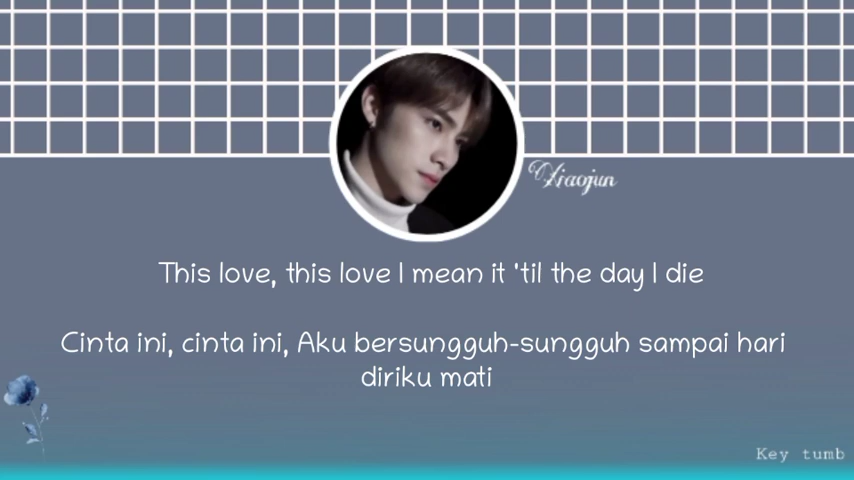 Xiaojun
This love, this love I mean it 'til the day I die
Cinta ini, cinta ini, Aku bersungguh-sungguh sampai hari
diriku mati
Key tumb